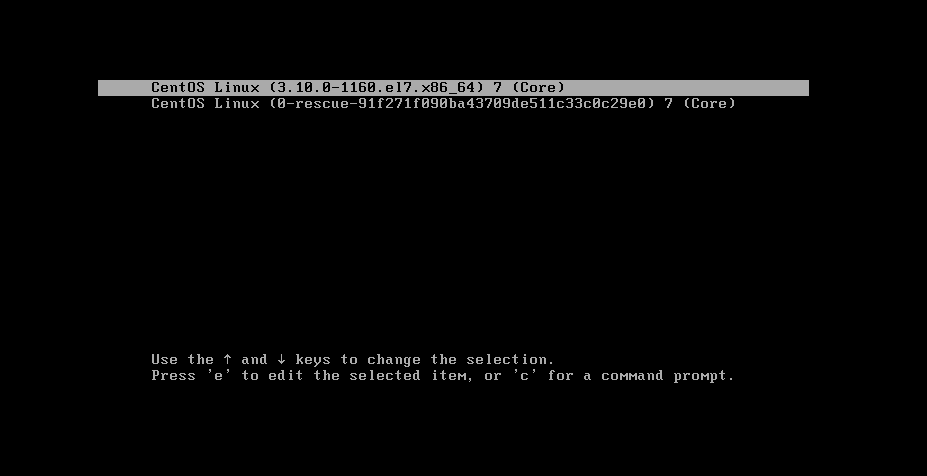 CentOS Linux (3.10.0-1160.el7.x86_64) 7 (Core)
CentOS Linux (0-rescue-91f271f090ba43709de511c33c0c29e0) 7 (Core)
Use the ↑ and ↓ keys to change the selection.
Press 'e' to edit the selected item, or 'c' for a command prompt.